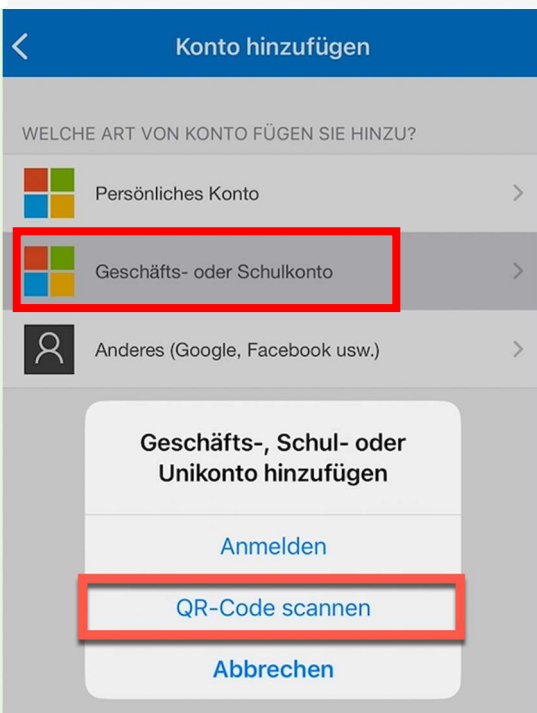 Konto hinzufügen
WELCHE ART VON KONTO FÜGEN SIE HINZU?
Persönliches Konto
Geschäfts- oder Schulkonto
Anderes (Google, Facebook usw.)
Geschäfts-, Schul- oder
Unikonto hinzufügen
Anmelden
QR-Code scannen
Abbrechen